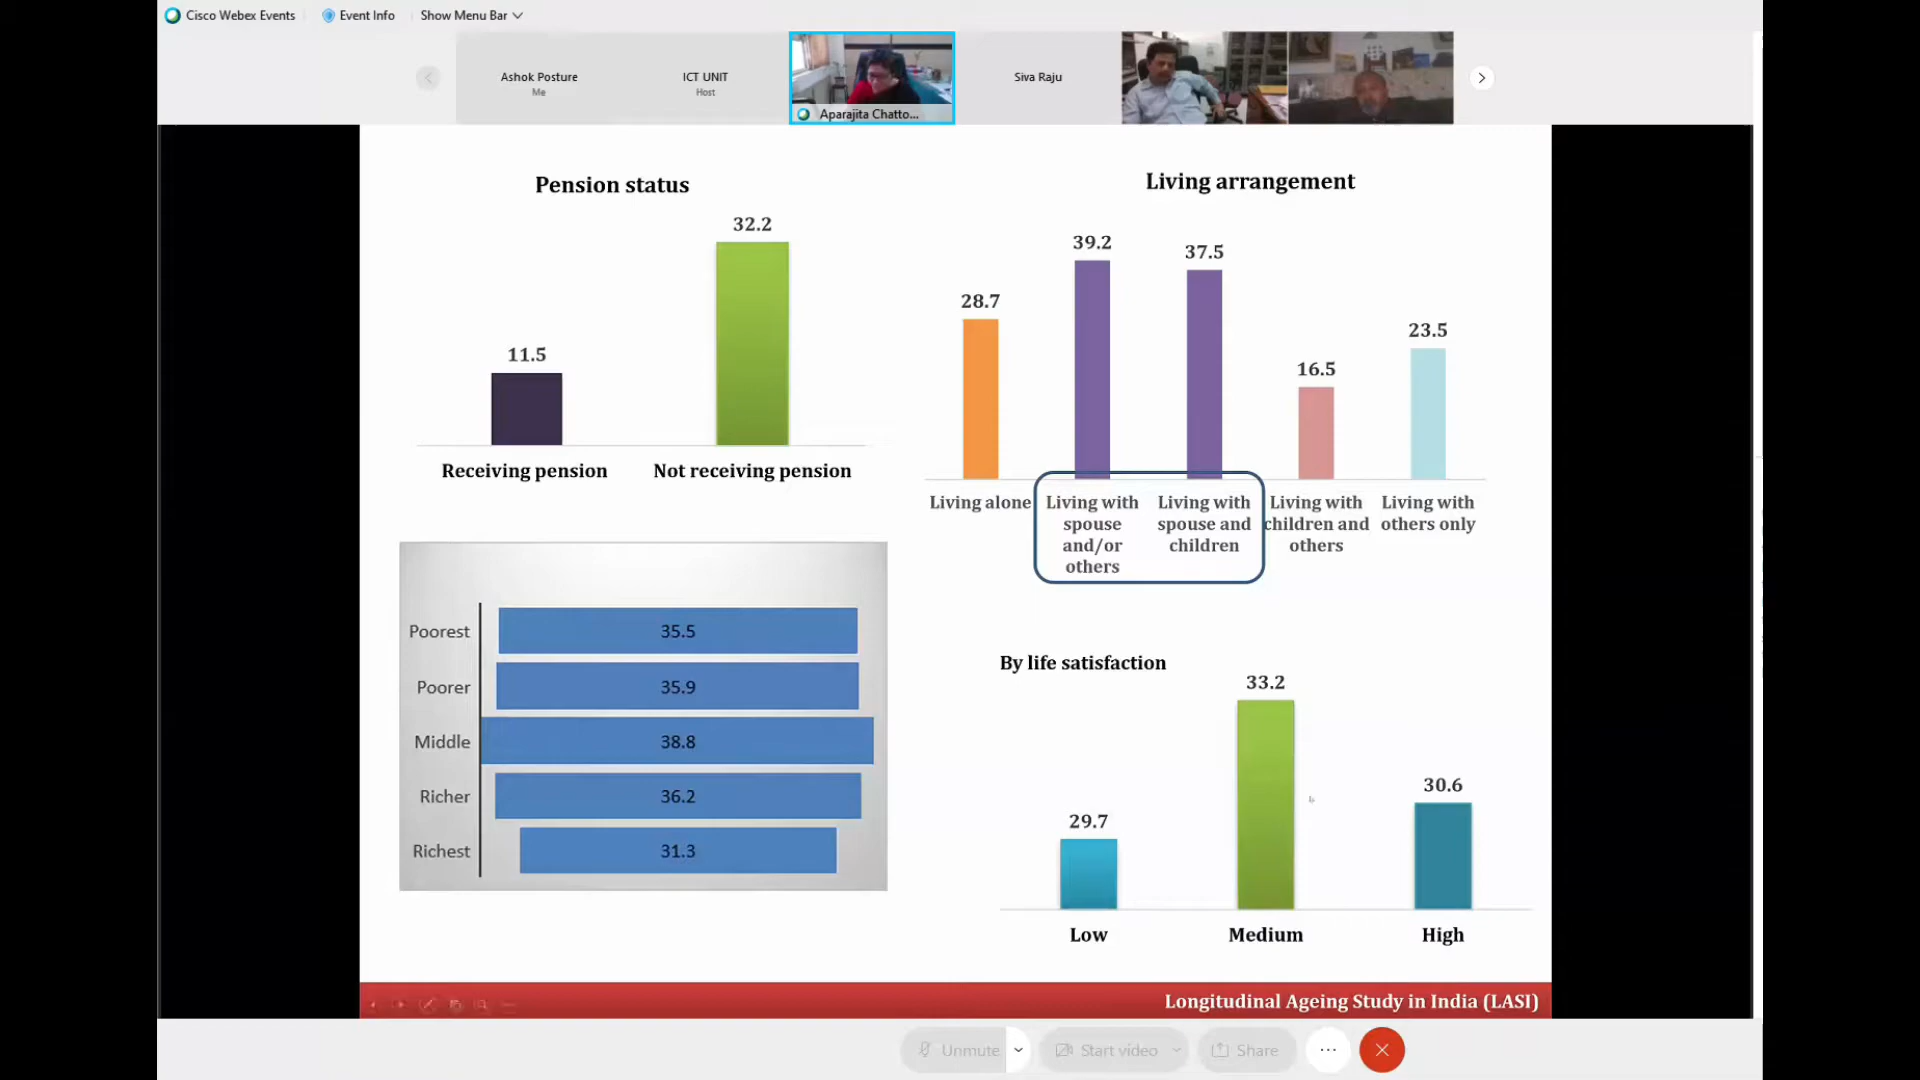 Cisco Webex Events
Event Info
Show Menu Bar
Ashok Posture
Me
ICT UNIT
Host
Aparajita Chatto...
Siva Raju
Pension status
32.2
11.5
Receiving pension
Not receiving pension
Living arrangement
39.2
37.5
28.7
23.5
16.5
Living alone
Living with
spouse
and/or
others
Living with
spouse and
children
Living with
children and
others
Living with
others only
Poorest
35.5
Poorer
35.9
Middle
38.8
Richer
36.2
Richest
31.3
By life satisfaction
33.2
30.6
29.7
Low
Medium
High
Longitudinal Ageing Study in India (LASI)
Unmute
Start video
Share